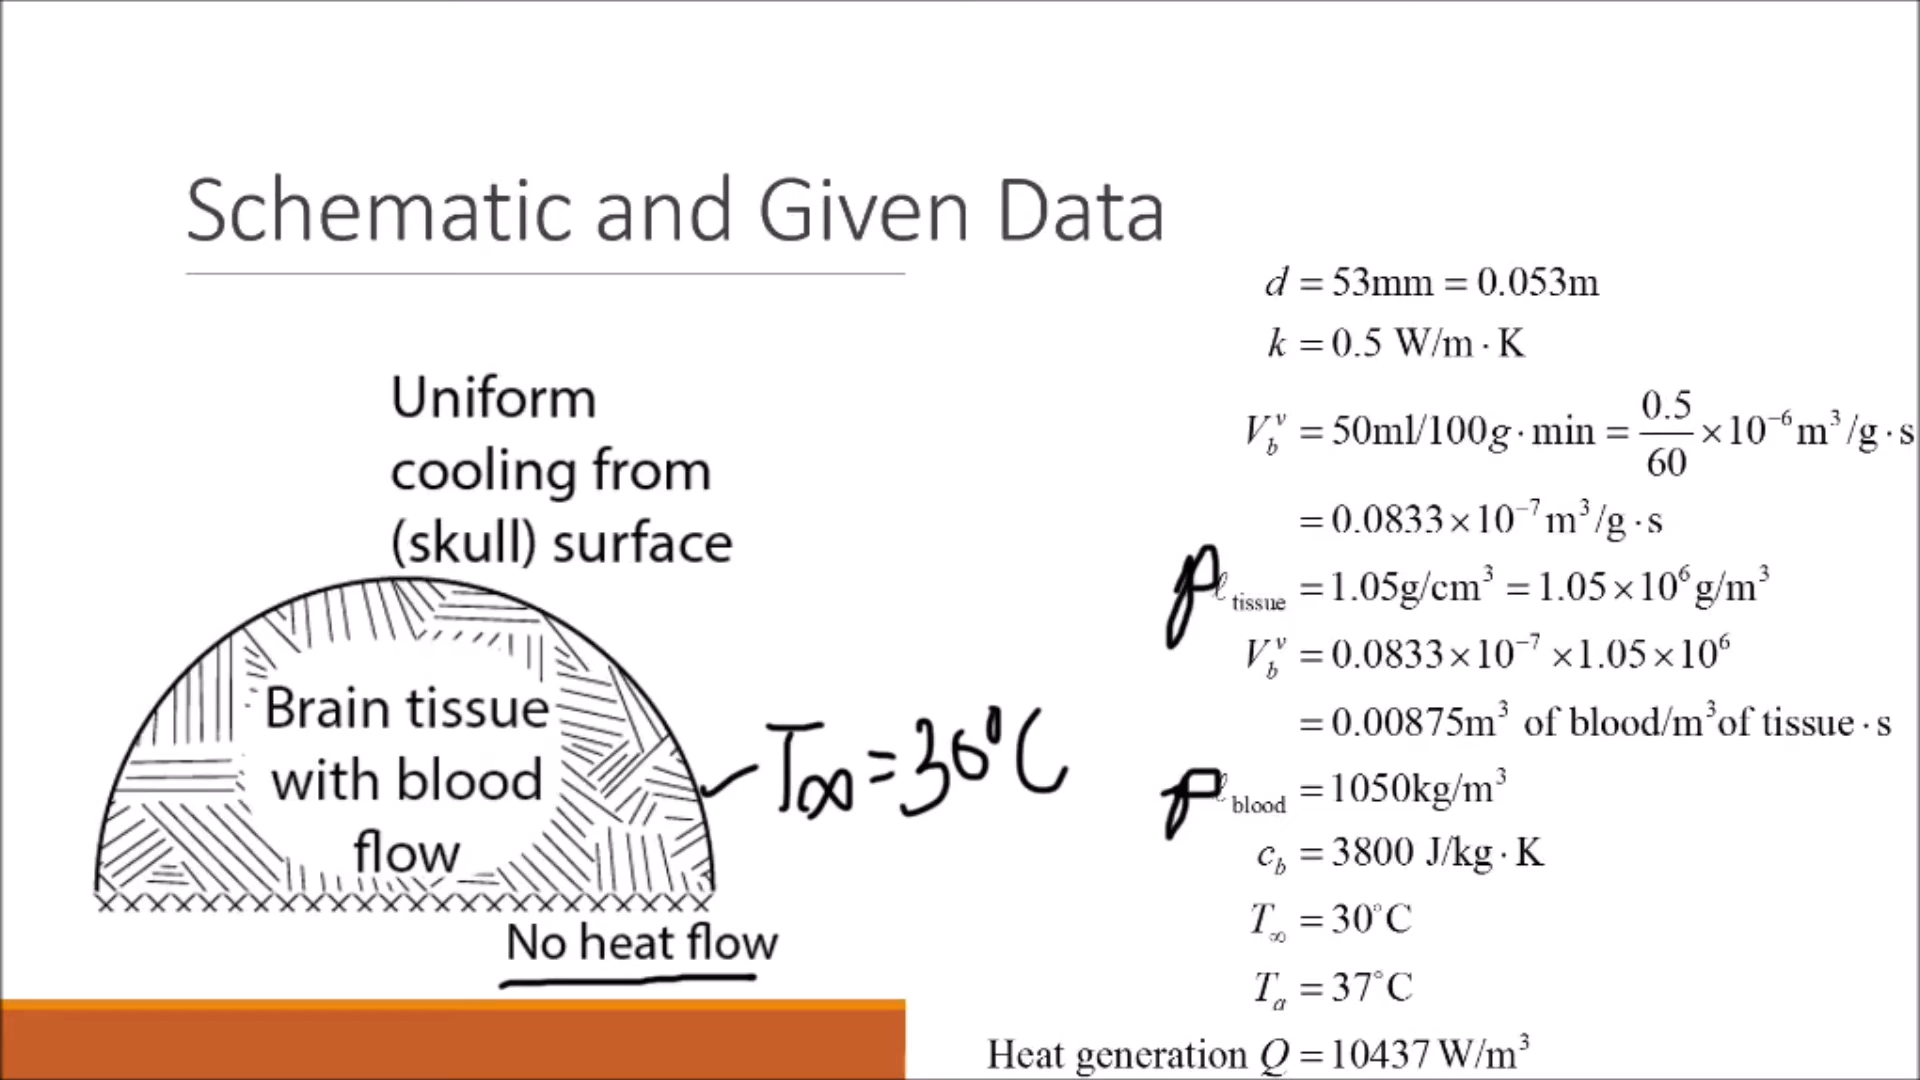 Schematic and Given Data
Uniform
cooling from
(skull) surface
Brain tissue
with blood
flow
T∞ = 30°C
No heat flow
d = 53mm = 0.053m
k = 0.5 W/m · K
V_b^v = 50ml/100g · min = 0.5/60 × 10⁻⁶ m³/g · s
= 0.0833 × 10⁻⁷ m³/g · s
ρ tissue = 1.05g/cm³ = 1.05 × 10⁶ g/m³
V_b^v = 0.0833 × 10⁻⁷ × 1.05 × 10⁶
= 0.00875m³ of blood/m³of tissue · s
ρ blood = 1050kg/m³
c_b = 3800 J/kg · K
T_∞ = 30°C
T_a = 37°C
Heat generation Q = 10437 W/m³